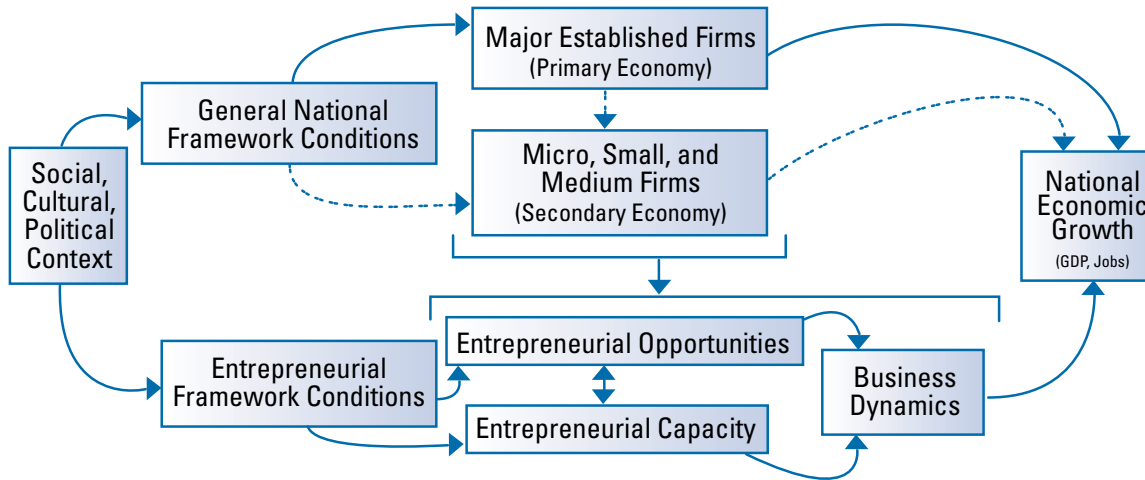 Major Established Firms
(Primary Economy)
General National
Framework Conditions
Micro, Small, and
Medium Firms
(Secondary Economy)
Social,
Cultural,
Political
Context
National
Economic
Growth
(GDP, Jobs)
Entrepreneurial Opportunities
Entrepreneurial
Framework Conditions
Business
Dynamics
Entrepreneurial Capacity